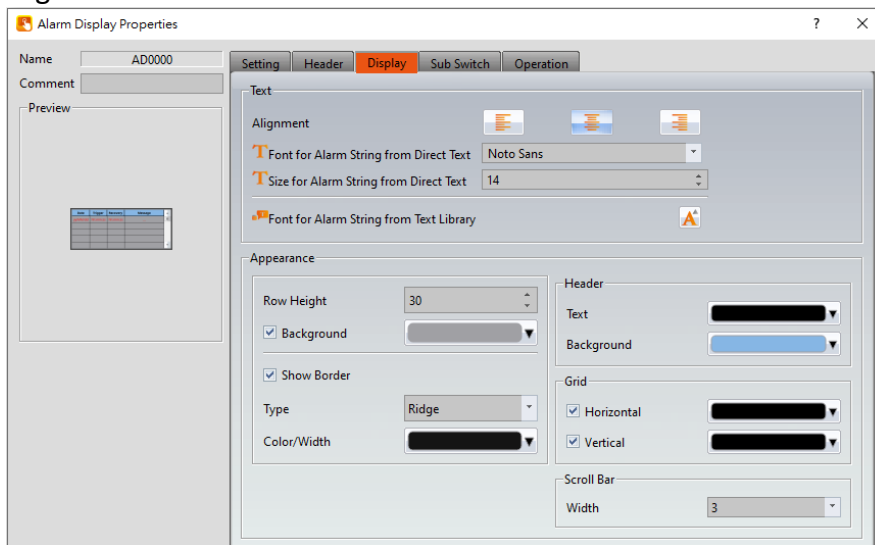 Alarm Display Properties
?
Name AD0000
Comment
Preview
Setting Header Display Sub Switch Operation
Text
Alignment
Font for Alarm String from Direct Text Noto Sans
Size for Alarm String from Direct Text 14
Font for Alarm String from Text Library A
Appearance
Row Height 30
Background
Show Border
Type Ridge
Color/Width
Header
Text
Background
Grid
Horizontal
Vertical
Scroll Bar
Width 3